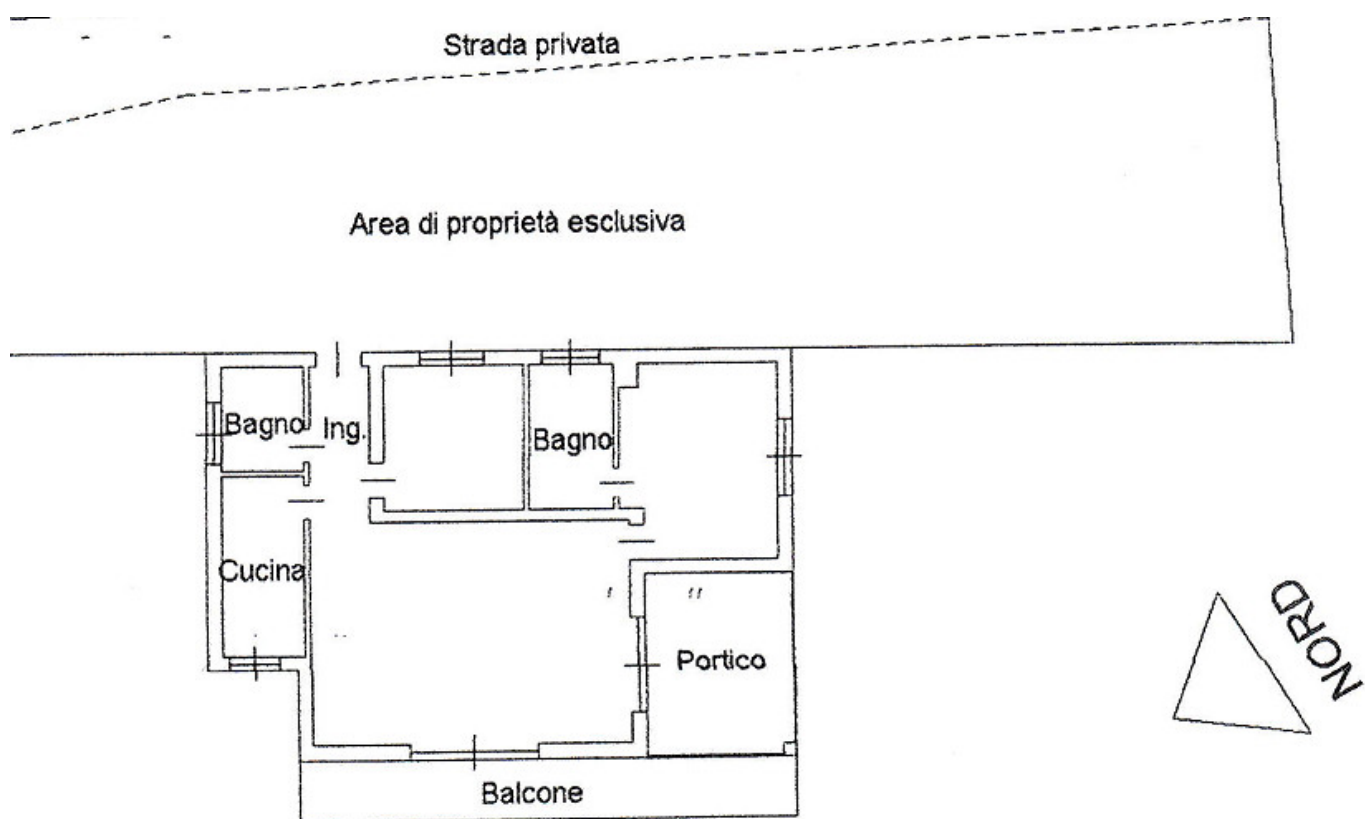 Strada privata
Area di proprietà esclusiva
Bagno
Ing.
Bagno
Cucina
Portico
NORD
Balcone